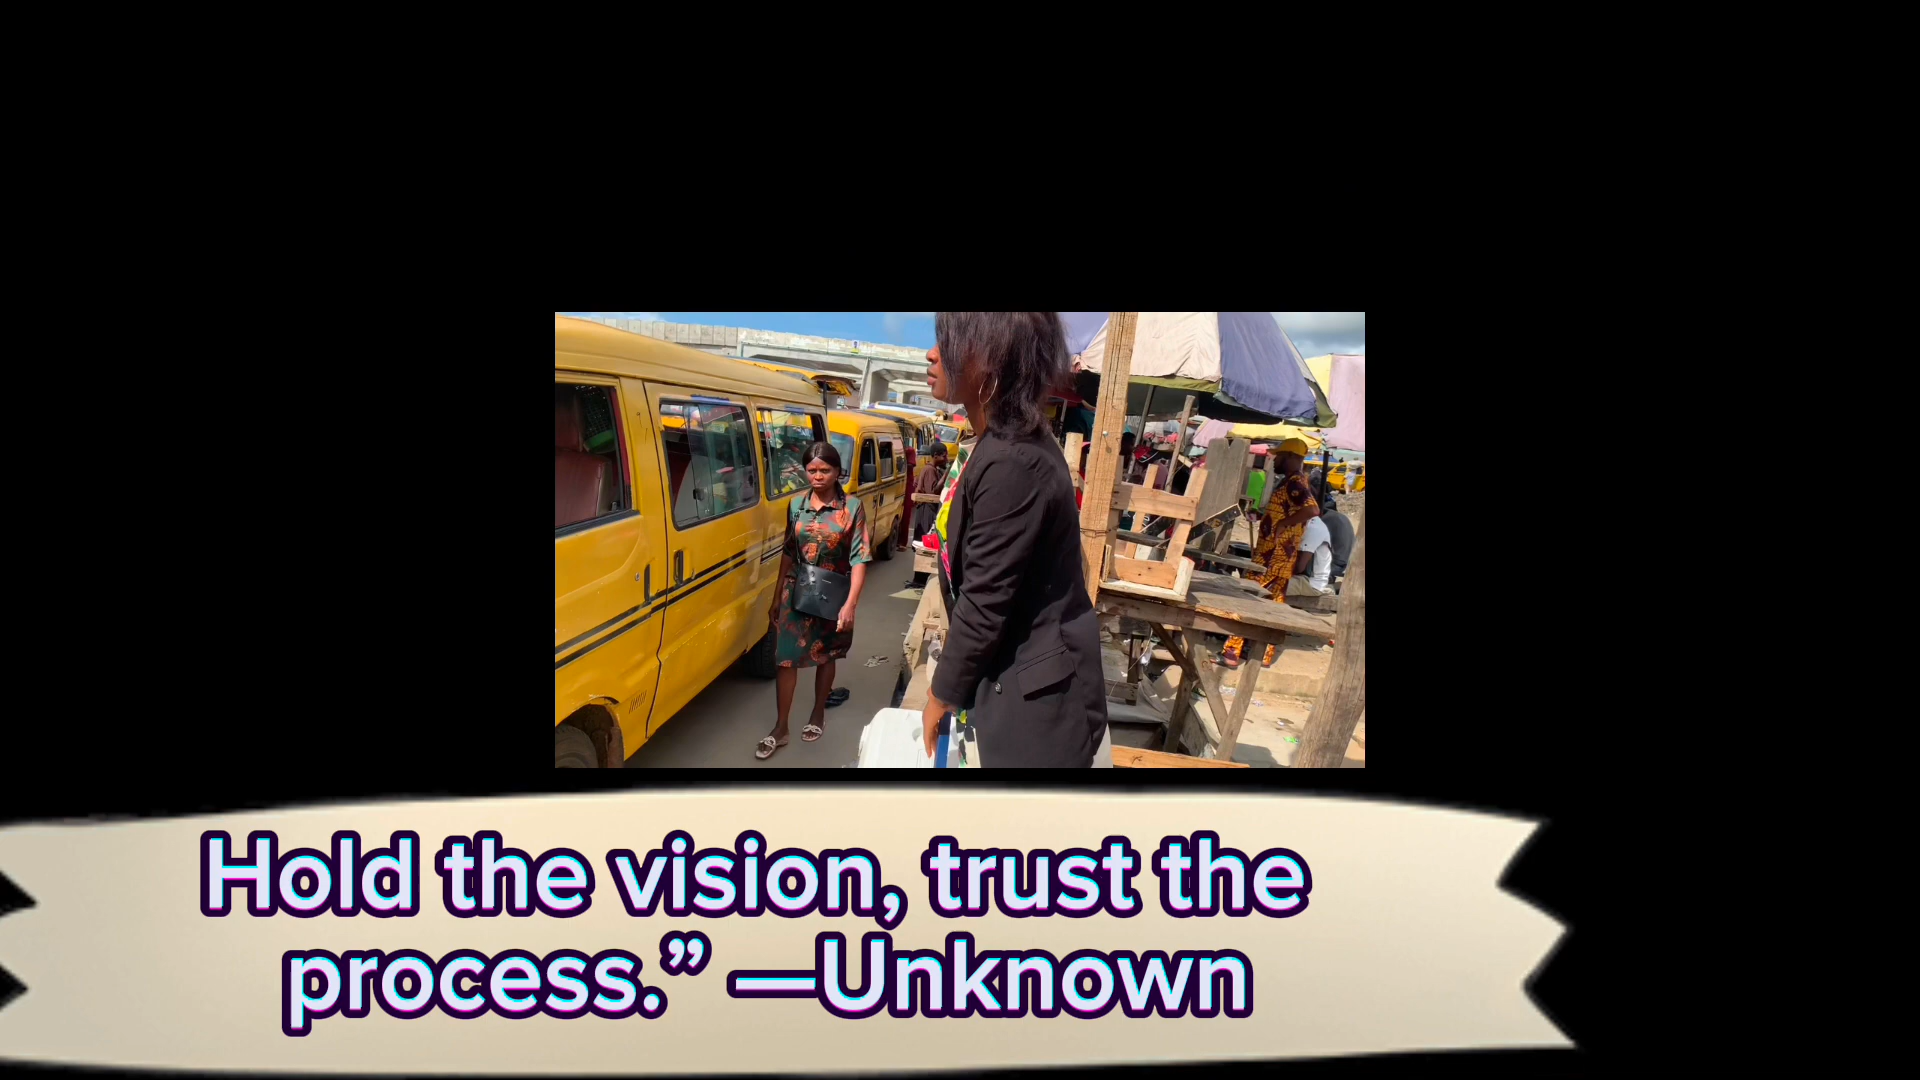 Hold the vision, trust the
process.” —Unknown